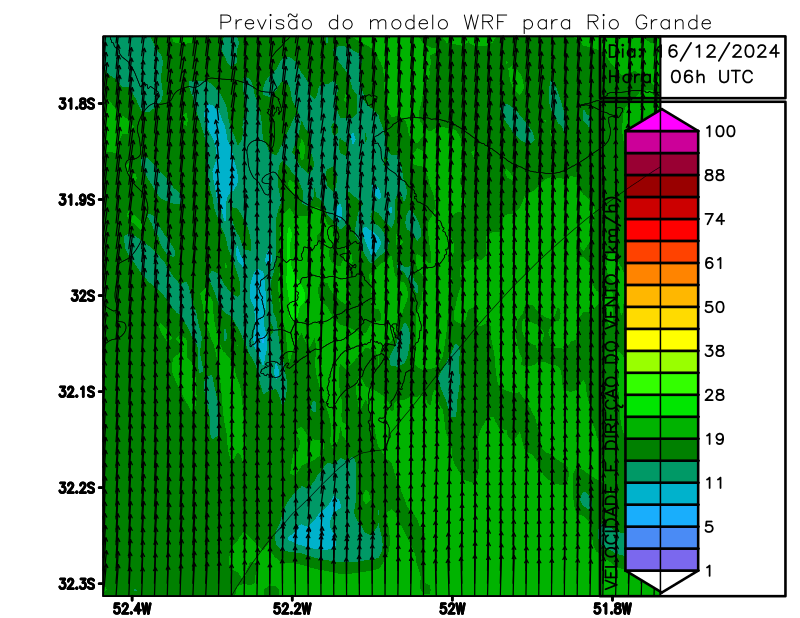 Previsão do modelo WRF para Rio Grande
Dia: 6/12/2024
Hora: 06h UTC
31.8S
31.9S
32S
32.1S
32.2S
32.3S
52.4W
52.2W
52W
51.8W
VELOCIDADE E DIREÇÃO DO VENTO (km/h)
100
88
74
61
50
38
28
19
11
5
1